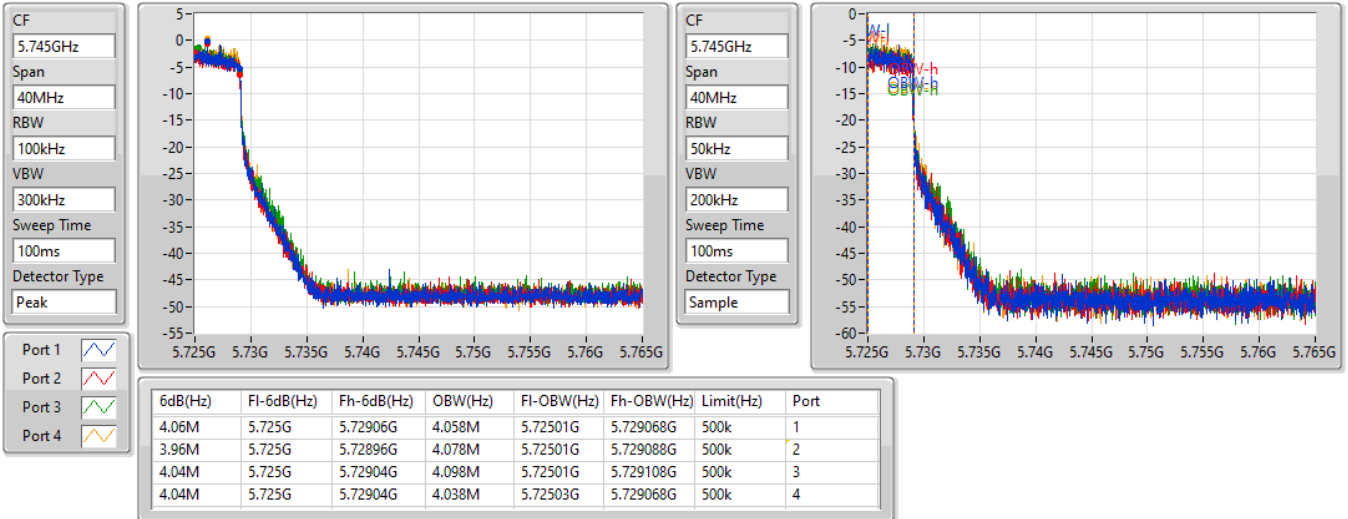 CF
5.745GHz
Span
40MHz
RBW
100kHz
VBW
300kHz
Sweep Time
100ms
Detector Type
Peak
5
0
-5
-10
-15
-20
-25
-30
-35
-40
-45
-50
-55
5.725G 5.73G 5.735G 5.74G 5.745G 5.75G 5.755G 5.76G 5.765G
CF
5.745GHz
Span
40MHz
RBW
50kHz
VBW
200kHz
Sweep Time
100ms
Detector Type
Sample
0
-5
-10
-15
-20
-25
-30
-35
-40
-45
-50
-55
-60
OBW-h
OBW-h
OBW-h
5.725G 5.73G 5.735G 5.74G 5.745G 5.75G 5.755G 5.76G 5.765G
Port 1
Port 2
Port 3
Port 4
6dB(Hz) Fl-6dB(Hz) Fh-6dB(Hz) OBW(Hz) Fl-OBW(Hz) Fh-OBW(Hz) Limit(Hz) Port
4.06M 5.725G 5.72906G 4.058M 5.72501G 5.729068G 500k 1
3.96M 5.725G 5.72896G 4.078M 5.72501G 5.729088G 500k 2
4.04M 5.725G 5.72904G 4.098M 5.72501G 5.729108G 500k 3
4.04M 5.725G 5.72904G 4.038M 5.72503G 5.729068G 500k 4